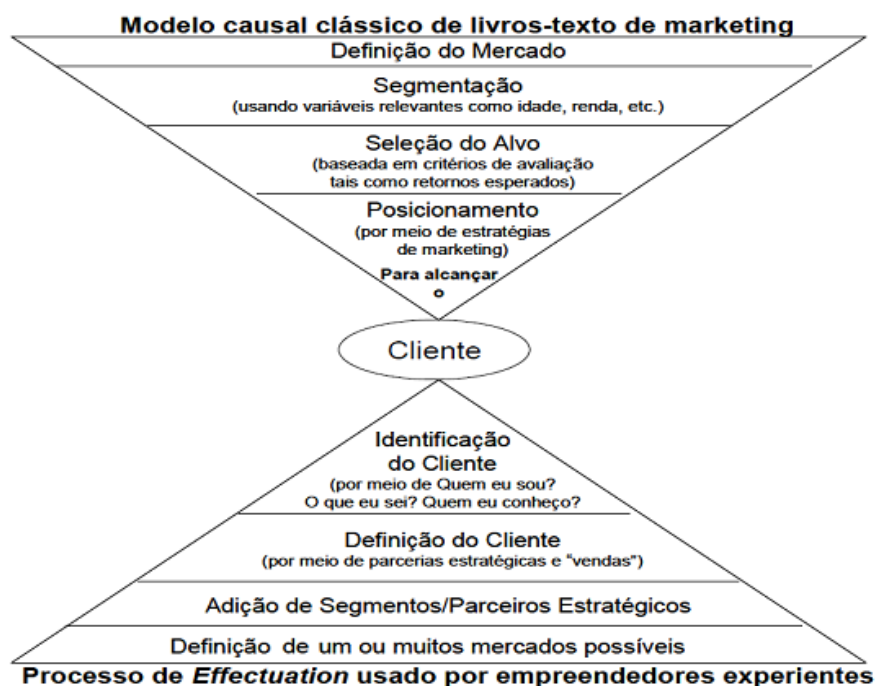 Modelo causal clássico de livros-texto de marketing
Definição do Mercado
Segmentação
(usando variáveis relevantes como idade, renda, etc.)
Seleção do Alvo
(baseada em critérios de avaliação
tais como retornos esperados)
Posicionamento
(por meio de estratégias
de marketing)
Para alcançar
o
Cliente
Identificação
do Cliente
(por meio de Quem eu sou?
O que eu sei? Quem eu conheço?
Definição do Cliente
(por meio de parcerias estratégicas e "vendas")
Adição de Segmentos/Parceiros Estratégicos
Definição de um ou muitos mercados possíveis
Processo de Effectuation usado por empreendedores experientes